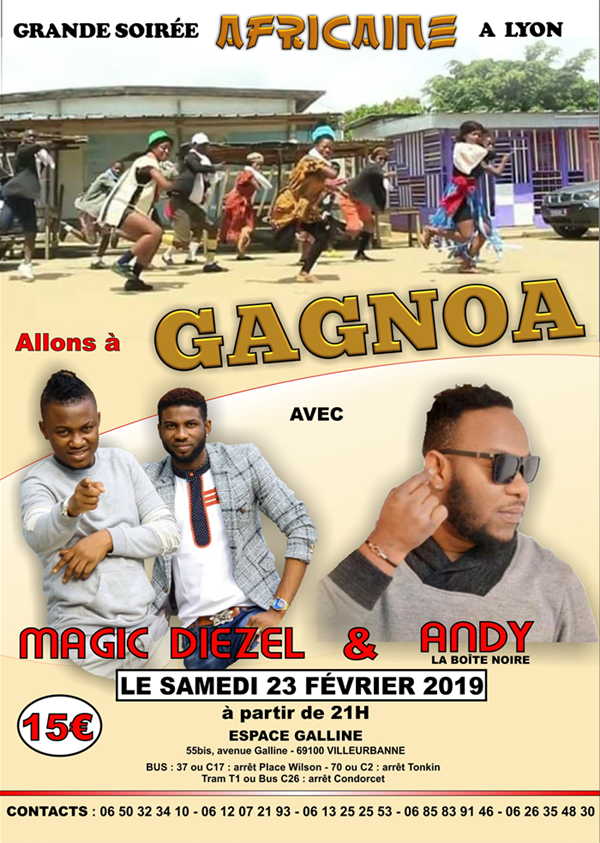 GRANDE SOIRÉE AFRICAINE A LYON
Allons à GAGNOA
AVEC
MAGIC DIEZEL & ANDY
LA BOÎTE NOIRE
LE SAMEDI 23 FÉVRIER 2019
15€
à partir de 21H
ESPACE GALLINE
55bis, avenue Galline - 69100 VILLEURBANNE
BUS : 37 ou C17 : arrêt Place Wilson - 70 ou C2 : arrêt Tonkin
Tram T1 ou Bus C26 : arrêt Condorcet
CONTACTS : 06 50 32 34 10 - 06 12 07 21 93 - 06 13 25 25 53 - 06 85 83 91 46 - 06 26 35 48 30